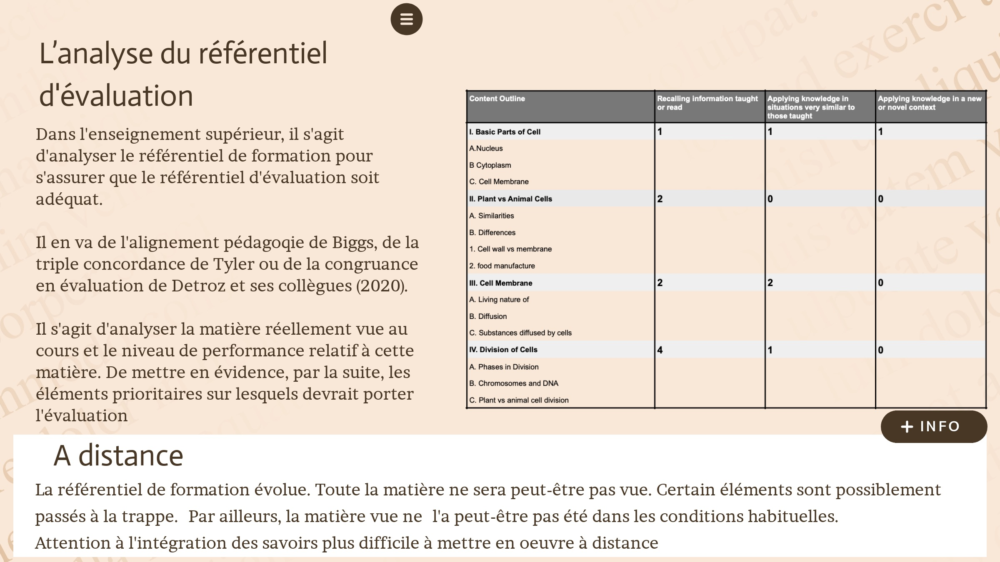 L’analyse du référentiel
d'évaluation
Dans l'enseignement supérieur, il s'agit
d'analyser le référentiel de formation pour
s'assurer que le référentiel d'évaluation soit
adéquat.
Il en va de l'alignement pédagoqie de Biggs, de la
triple concordance de Tyler ou de la congruance
en évaluation de Detroz et ses collègues (2020).
Il s'agit d'analyser la matière réellement vue au
cours et le niveau de performance relatif à cette
matière. De mettre en évidence, par la suite, les
éléments prioritaires sur lesquels devrait porter
l'évaluation
Content Outline Recalling information taught or read Applying knowledge in situations very similar to those taught Applying knowledge in a new or novel context
I. Basic Parts of Cell 1 1 1
A.Nucleus
B Cytoplasm
C. Cell Membrane
II. Plant vs Animal Cells 2 0 0
A. Similarities
B. Differences
1. Cell wall vs membrane
2. food manufacture
III. Cell Membrane 2 2 0
A. Living nature of
B. Diffusion
C. Substances diffused by cells
IV. Division of Cells 4 1 0
A. Phases in Division
B. Chromosomes and DNA
C. Plant vs animal cell division
+ INFO
A distance
La référentiel de formation évolue. Toute la matière ne sera peut-être pas vue. Certain éléments sont possiblement
passés à la trappe. Par ailleurs, la matière vue ne l'a peut-être pas été dans les conditions habituelles.
Attention à l'intégration des savoirs plus difficile à mettre en oeuvre à distance